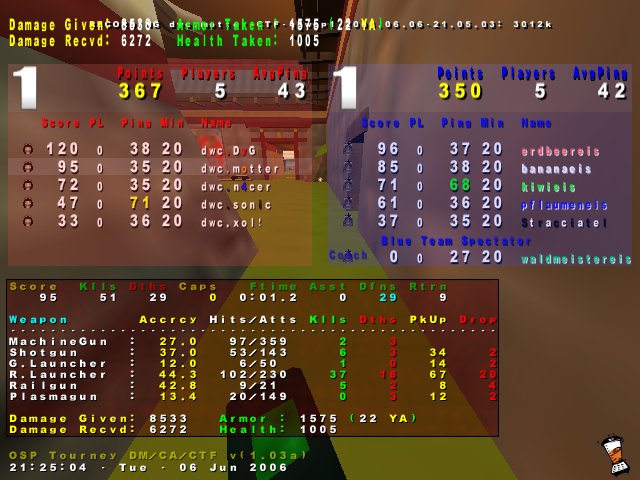 Damage Given: 8533 Armor Taken: 1575 (22 YA)
Damage Recvd: 6272 Health Taken: 1005
1 Points Players AvgPing
367 5 43
Score PL Ping Min Name
120 0 38 20 dwc.DyG
95 0 35 20 dwc.motter
72 0 35 20 dwc.n4cer
47 0 71 20 dwc.sonic
33 0 36 20 dwc.xol!
1 Points Players AvgPing
350 5 42
Score PL Ping Min Name
96 0 37 20 erdbeereis
85 0 38 20 bananaeis
71 0 68 20 kiwieis
61 0 36 20 pflaumeneis
37 0 35 20 Stracciatel
Blue Team Spectator
Coach 0 0 27 20 waldmeistereis
Score Klls Dths Caps Ftime Asst Dfns Rtrn
95 51 29 0 0:01.2 0 29 9
Weapon Accrcy Hits/Atts Klls Dths PkUp Drop
MachineGun : 27.0 97/359 2 3
Shotgun : 37.0 53/143 6 3 34 2
G.Launcher : 12.0 6/50 1 0 14 2
R.Launcher : 44.3 102/230 37 20
Railgun : 42.8 9/21 5 2 8 4
Plasmagun : 13.4 20/149 0 3 12 2
Damage Given: 8533 Armor : 1575 (22 YA)
Damage Recvd: 6272 Health: 1005
OSP Tourney DM/CA/CTF v(1.03a)
21:25:04 - Tue - 06 Jun 2006